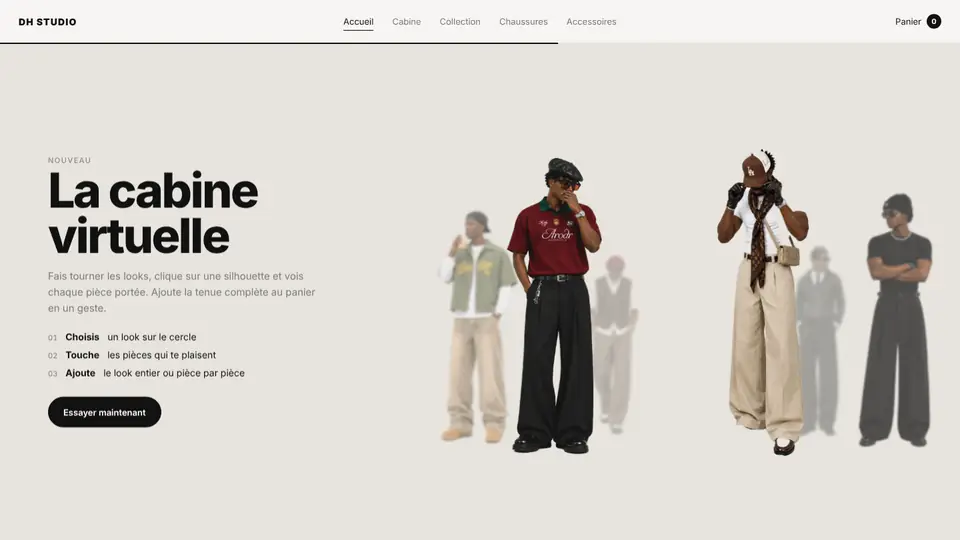 DH STUDIO
Accueil
Cabine
Collection
Chaussures
Accessoires
Panier 0
NOUVEAU
La cabine
virtuelle
Fais tourner les looks, clique sur une silhouette et vois
chaque pièce portée. Ajoute la tenue complète au panier
en un geste.
01 Choisis un look sur le cercle
02 Touche les pièces qui te plaisent
03 Ajoute le look entier ou pièce par pièce
Essayer maintenant